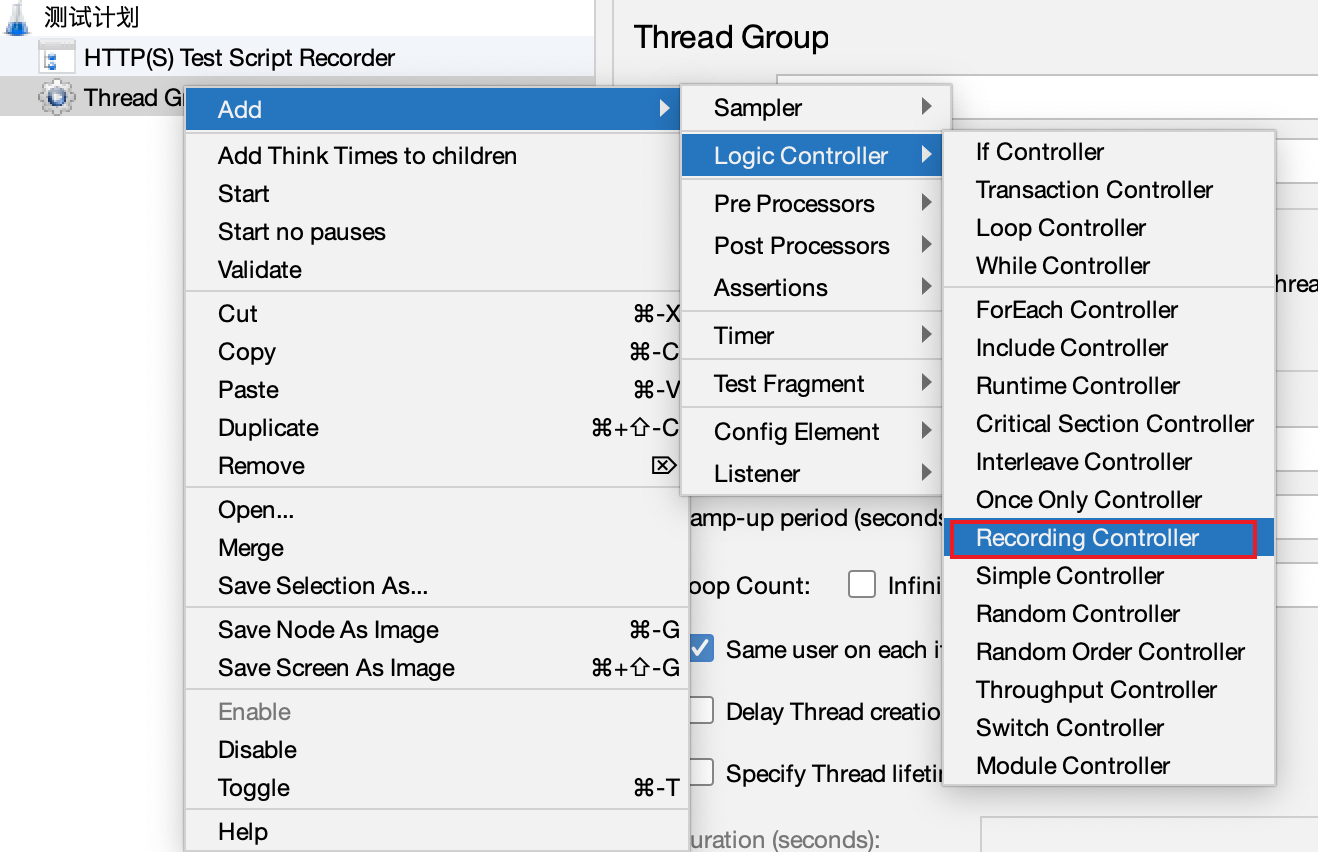 测试计划
HTTP(S) Test Script Recorder
Thread Gr
Thread Group
Add
Add Think Times to children
Start
Start no pauses
Validate
Cut ⌘-X
Copy ⌘-C
Paste ⌘-V
Duplicate ⌘+⇧-C
Remove ⌦
Open...
Merge
Save Selection As...
Save Node As Image ⌘-G
Save Screen As Image ⌘+⇧-G
Enable
Disable
Toggle ⌘-T
Help
Sampler
Logic Controller
Pre Processors
Post Processors
Assertions
Timer
Test Fragment
Config Element
Listener
If Controller
Transaction Controller
Loop Controller
While Controller
ForEach Controller
Include Controller
Runtime Controller
Critical Section Controller
Interleave Controller
Once Only Controller
Recording Controller
Simple Controller
Random Controller
Random Order Controller
Throughput Controller
Switch Controller
Module Controller
hrea
amp-up period (seconds
oop Count: Infini
Same user on each it
Delay Thread creatio
Specify Thread lifetin
uration (seconds):